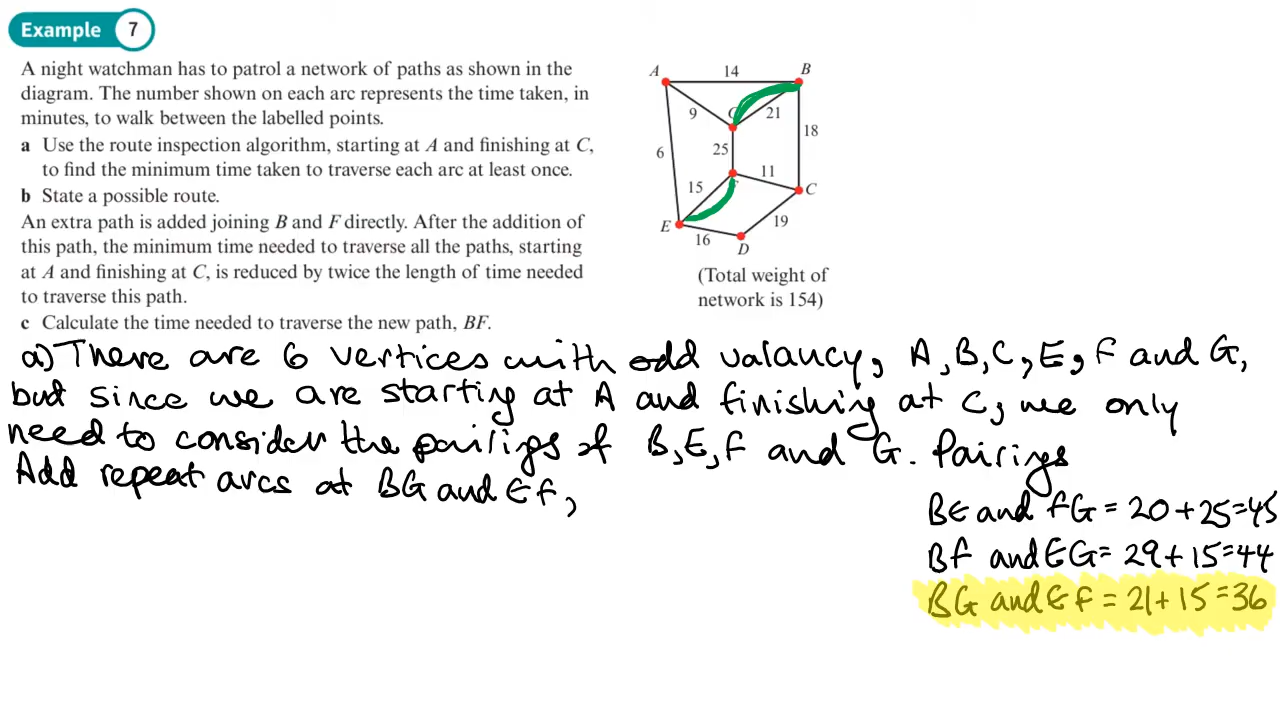 Example 7
A night watchman has to patrol a network of paths as shown in the
diagram. The number shown on each arc represents the time taken, in
minutes, to walk between the labelled points.
a Use the route inspection algorithm, starting at A and finishing at C,
to find the minimum time taken to traverse each arc at least once.
b State a possible route.
An extra path is added joining B and F directly. After the addition of
this path, the minimum time needed to traverse all the paths, starting
at A and finishing at C, is reduced by twice the length of time needed
to traverse this path.
c Calculate the time needed to traverse the new path, BF.
A 14 B
9 G 21
18
6 25
11
15 C
E 19
16 D
(Total weight of
network is 154)
a) There are 6 vertices with odd valancy, A, B, C, E, F and G,
but since we are starting at A and finishing at C, we only
need to consider the pairings of B, E, F and G. Pairings
Add repeat arcs at BG and EF,
BE and FG = 20 + 25 = 45
BF and EG = 29 + 15 = 44
BG and EF = 21 + 15 = 36